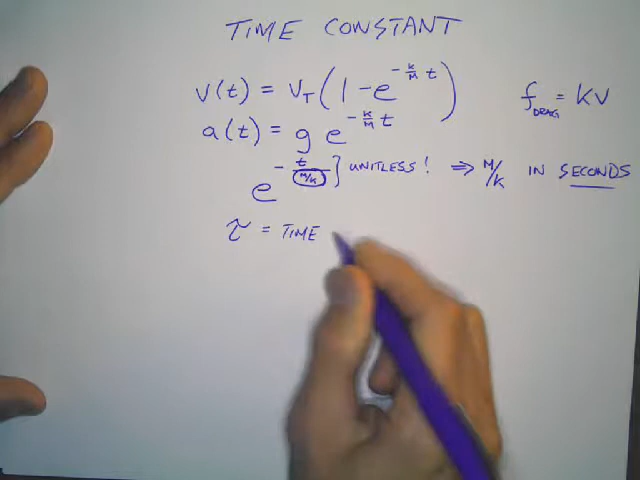 TIME CONSTANT
V(t) = V_T (1 - e^{-K/M t})
f_DRAG = KV
a(t) = g e^{-K/M t}
e^{-t/(M/K)} } UNITLESS! ⇒ M/K IN SECONDS
τ = TIME